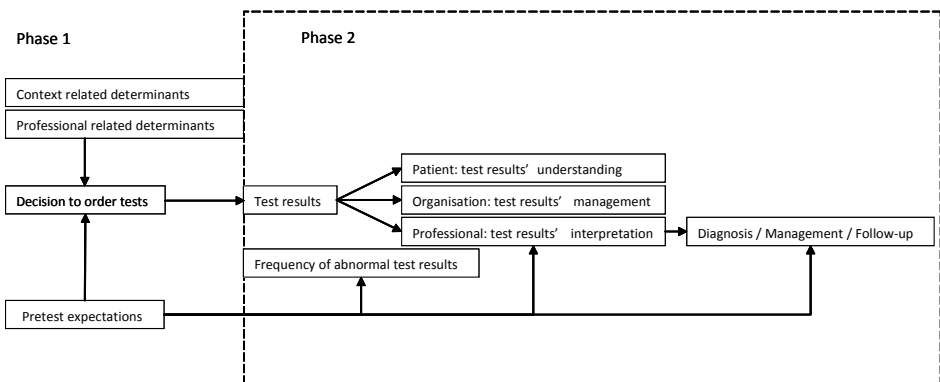 Phase 1
Phase 2
Context related determinants
Professional related determinants
Patient: test results’ understanding
Decision to order tests
Test results
Organisation: test results’ management
Professional: test results’ interpretation
Diagnosis / Management / Follow-up
Frequency of abnormal test results
Pretest expectations